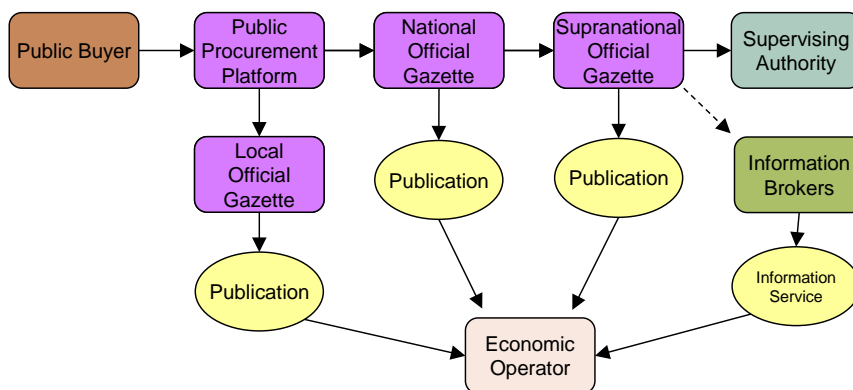 Public Buyer
Public
Procurement
Platform
National
Official
Gazette
Supranational
Official
Gazette
Supervising
Authority
Local
Official
Gazette
Publication
Publication
Information
Brokers
Publication
Information
Service
Economic
Operator